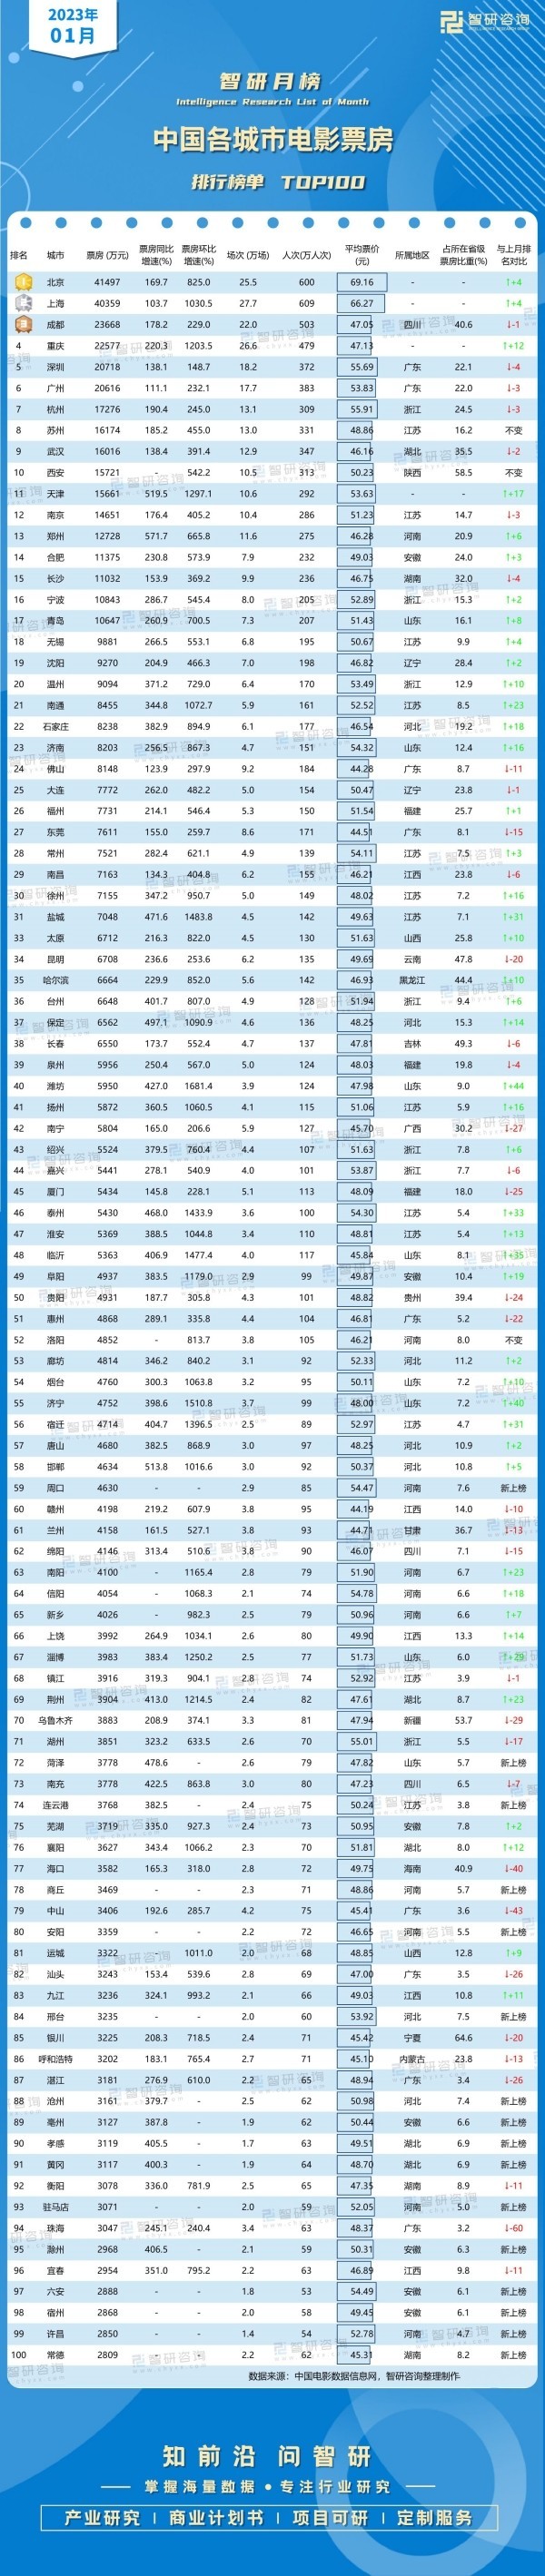 2023年
01月
智研咨询
INTELLIGENCE RESEARCH GROUP
智研月榜
Intelligence Research List of Month
中国各城市电影票房
排行榜单 TOP100
排名 城市 票房 (万元) 票房同比增速(%) 票房环比增速(%) 场次 (万场) 人次(万人次) 平均票价(元) 所属地区 占所在省级票房比重(%) 与上月排名对比
1 北京 41497 169.7 825.0 25.5 600 69.16 - - ↑+4
2 上海 40359 103.7 1030.5 27.7 609 66.27 - - ↑+4
3 成都 23668 178.2 229.0 22.0 503 47.05 四川 40.6 ↓-1
4 重庆 22577 220.3 1203.5 26.6 479 47.13 - - ↑+12
5 深圳 20718 138.1 148.7 18.2 372 55.69 广东 22.1 ↓-4
6 广州 20616 111.1 232.1 17.7 383 53.83 广东 22.0 ↓-3
7 杭州 17276 190.4 245.0 13.1 309 55.91 浙江 24.5 ↓-3
8 苏州 16174 185.2 455.0 13.0 331 48.86 江苏 16.2 不变
9 武汉 16016 138.4 391.4 12.9 347 46.16 湖北 35.5 ↓-2
10 西安 15721 - 542.2 10.5 313 50.23 陕西 58.5 不变
11 天津 15661 519.5 1297.1 10.6 292 53.63 - - ↑+17
12 南京 14651 176.4 405.2 10.4 286 51.23 江苏 14.7 ↓-3
13 郑州 12728 571.7 665.8 11.6 275 46.28 河南 20.9 ↑+6
14 合肥 11375 230.8 573.9 7.9 232 49.03 安徽 24.0 ↑+3
15 长沙 11032 153.9 369.2 9.9 236 46.75 湖南 32.0 ↓-4
16 宁波 10843 286.7 545.4 8.0 205 52.89 浙江 15.3 ↑+2
17 青岛 10647 260.9 700.5 7.3 207 51.43 山东 16.1 ↑+8
18 无锡 9881 266.5 553.1 6.8 195 50.67 江苏 9.9 ↑+4
19 沈阳 9270 204.9 466.3 7.0 198 46.82 辽宁 28.4 ↑+2
20 温州 9094 371.2 729.0 6.4 170 53.49 浙江 12.9 ↑+10
21 南通 8455 344.8 1072.7 5.9 161 52.52 江苏 8.5 ↑+23
22 石家庄 8238 382.9 894.9 6.1 177 46.54 河北 19.2 ↑+18
23 济南 8203 256.5 867.3 4.7 151 54.32 山东 12.4 ↑+16
24 佛山 8148 123.9 297.9 9.2 184 44.28 广东 8.7 ↓-11
25 大连 7772 262.0 482.2 5.0 154 50.47 辽宁 23.8 ↓-1
26 福州 7731 214.1 546.4 5.3 150 51.54 福建 25.7 ↑+1
27 东莞 7611 155.0 259.7 8.6 171 44.51 广东 8.1 ↓-15
28 常州 7521 282.4 621.1 4.9 139 54.11 江苏 7.5 ↑+3
29 南昌 7163 134.3 404.8 6.2 155 46.21 江西 23.8 ↓-6
30 徐州 7155 347.2 950.7 5.0 149 48.02 江苏 7.2 ↑+16
31 盐城 7048 471.6 1483.8 4.5 142 49.63 江苏 7.1 ↑+31
33 太原 6712 216.3 822.0 4.5 130 51.63 山西 25.8 ↑+10
34 昆明 6708 236.6 253.6 6.2 135 49.69 云南 47.8 ↓-20
35 哈尔滨 6664 229.9 852.0 5.6 142 46.93 黑龙江 44.4 ↑+10
36 台州 6648 401.7 807.0 4.9 128 51.94 浙江 9.4 ↑+6
37 保定 6562 497.1 1090.9 4.6 136 48.25 河北 15.3 ↑+14
38 长春 6550 173.7 552.4 4.7 137 47.81 吉林 49.3 ↓-6
39 泉州 5956 250.4 567.0 5.0 124 48.03 福建 19.8 ↓-4
40 潍坊 5950 427.0 1681.4 3.9 124 47.98 山东 9.0 ↑+44
41 扬州 5872 360.5 1060.5 4.1 115 51.06 江苏 5.9 ↑+16
42 南宁 5804 165.0 206.6 5.9 127 45.70 广西 30.2 ↓-27
43 绍兴 5524 379.5 760.4 4.4 107 51.63 浙江 7.8 ↑+6
44 嘉兴 5441 278.1 540.9 4.0 101 53.87 浙江 7.7 ↓-6
45 厦门 5434 145.8 228.1 5.1 113 48.09 福建 18.0 ↓-25
46 泰州 5430 468.0 1433.9 3.6 100 54.30 江苏 5.4 ↑+33
47 淮安 5369 388.5 1044.8 3.4 110 48.81 江苏 5.4 ↑+13
48 临沂 5363 406.9 1477.4 4.0 117 45.84 山东 8.1 ↑+35
49 阜阳 4937 383.5 1179.0 2.9 99 49.87 安徽 10.4 ↑+19
50 贵阳 4931 187.7 305.8 4.3 101 48.82 贵州 39.4 ↓-24
51 惠州 4868 289.1 335.8 4.4 104 46.81 广东 5.2 ↓-22
52 洛阳 4852 - 813.7 3.8 105 46.21 河南 8.0 不变
53 廊坊 4814 346.2 840.2 3.1 92 52.33 河北 11.2 ↑+2
54 烟台 4760 300.3 1063.8 3.2 95 50.11 山东 7.2 ↑+10
55 济宁 4752 398.6 1510.8 3.7 99 48.00 山东 7.2 ↑+40
56 宿迁 4714 404.7 1396.5 2.5 89 52.97 江苏 4.7 ↑+31
57 唐山 4680 382.5 868.9 3.0 97 48.25 河北 10.9 ↑+2
58 邯郸 4634 513.8 1016.6 3.0 92 50.37 河北 10.8 ↑+5
59 周口 4630 - - 2.9 85 54.47 河南 7.6 新上榜
60 赣州 4198 219.2 607.9 3.8 95 44.19 江西 14.0 ↓-10
61 兰州 4158 161.5 527.1 3.8 93 44.71 甘肃 36.7 ↓-13
62 绵阳 4146 313.4 510.6 3.8 90 46.07 四川 7.1 ↓-15
63 南阳 4100 - 1165.4 2.8 79 51.90 河南 6.7 ↑+23
64 信阳 4054 - 1068.3 2.1 74 54.78 河南 6.6 ↑+18
65 新乡 4026 - 982.3 2.5 79 50.96 河南 6.6 ↑+7
66 上饶 3992 264.9 1034.1 2.6 80 49.90 江西 13.3 ↑+14
67 淄博 3983 383.4 1250.2 2.5 77 51.73 山东 6.0 ↑+29
68 镇江 3916 319.3 904.1 2.8 74 52.92 江苏 3.9 ↓-1
69 荆州 3904 413.0 1214.5 2.4 82 47.61 湖北 8.7 ↑+23
70 乌鲁木齐 3883 208.9 374.1 3.3 81 47.94 新疆 53.7 ↓-29
71 湖州 3851 323.2 633.5 2.6 70 55.01 浙江 5.5 ↓-17
72 菏泽 3778 478.6 - 2.6 79 47.82 山东 5.7 新上榜
73 南充 3778 422.5 863.8 3.0 80 47.23 四川 6.5 ↓-7
74 连云港 3768 382.5 - 2.4 75 50.24 江苏 3.8 新上榜
75 芜湖 3719 335.0 927.3 2.4 73 50.95 安徽 7.8 ↑+2
76 襄阳 3627 343.4 1066.2 2.3 70 51.81 湖北 8.0 ↑+12
77 海口 3582 165.3 318.0 2.8 72 49.75 海南 40.9 ↓-40
78 商丘 3469 - - 2.3 71 48.86 河南 5.7 新上榜
79 中山 3406 192.6 285.7 4.2 75 45.41 广东 3.6 ↓-43
80 安阳 3359 - - 2.2 72 46.65 河南 5.5 新上榜
81 运城 3322 - 1011.0 2.0 68 48.85 山西 12.8 ↑+9
82 汕头 3243 153.4 539.6 2.8 69 47.00 广东 3.5 ↓-26
83 九江 3236 324.1 993.2 2.1 66 49.03 江西 10.8 ↑+11
84 邢台 3235 - - 2.0 60 53.92 河北 7.5 新上榜
85 银川 3225 208.3 718.5 2.4 71 45.42 宁夏 64.6 ↓-20
86 呼和浩特 3202 183.1 765.4 2.7 71 45.10 内蒙古 23.8 ↓-13
87 湛江 3181 276.9 610.0 2.2 65 48.94 广东 3.4 ↓-26
88 沧州 3161 379.7 - 2.5 62 50.98 河北 7.4 新上榜
89 亳州 3127 387.8 - 1.9 62 50.44 安徽 6.6 新上榜
90 孝感 3119 405.5 - 1.7 63 49.51 湖北 6.9 新上榜
91 黄冈 3117 400.3 - 1.9 64 48.70 湖北 6.9 新上榜
92 衡阳 3078 336.0 781.9 2.5 65 47.35 湖南 8.9 ↓-11
93 驻马店 3071 - - 2.0 59 52.05 河南 5.0 新上榜
94 珠海 3047 245.1 240.4 3.4 63 48.37 广东 3.2 ↓-60
95 滁州 2968 406.5 - 2.1 59 50.31 安徽 6.3 新上榜
96 宜春 2954 351.0 795.2 2.2 63 46.89 江西 9.8 ↓-11
97 六安 2888 - - 1.8 53 54.49 安徽 6.1 新上榜
98 宿州 2868 - - 2.0 58 49.45 安徽 6.1 新上榜
99 许昌 2850 - - 1.4 54 52.78 河南 4.7 新上榜
100 常德 2809 - - 2.2 62 45.31 湖南 8.2 新上榜
数据来源：中国电影数据信息网，智研咨询整理制作
知前沿 问智研
掌握海量数据 • 专注行业研究
产业研究 | 商业计划书 | 项目可研 | 定制服务